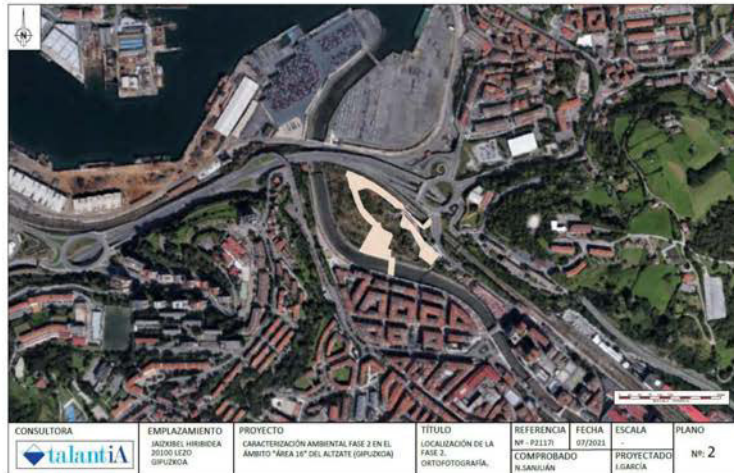 N
CONSULTORA
talantiA
EMPLAZAMIENTO
JAIZKIBEL HIRIBIDEA
20100 LEZO
GIPUZKOA
PROYECTO
CARACTERIZACIÓN AMBIENTAL FASE 2 EN EL
ÁMBITO "ÁREA 16" DEL ALTZATE (GIPUZKOA)
TÍTULO
LOCALIZACIÓN DE LA
FASE 2.
ORTOFOTOGRAFÍA.
REFERENCIA
Nº - P2117I
FECHA
07/2021
ESCALA
-
COMPROBADO
N.SANJUÁN
PROYECTADO
I.GARCÍA
PLANO
Nº: 2